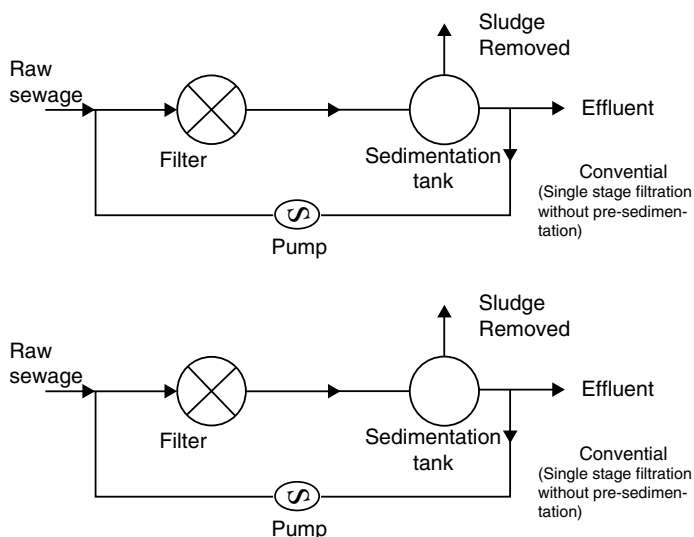 Sludge
Removed
Raw
sewage
Effluent
Filter
Sedimentation
tank
Convential
(Single stage filtration
without pre-sedimen-
tation)
S
Pump
Sludge
Removed
Raw
sewage
Effluent
Filter
Sedimentation
tank
Convential
(Single stage filtration
without pre-sedimen-
tation)
S
Pump